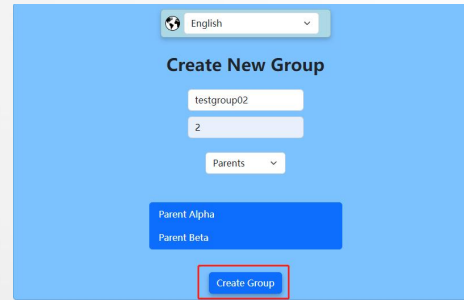 English
Create New Group
testgroup02
2
Parents
Parent Alpha
Parent Beta
Create Group